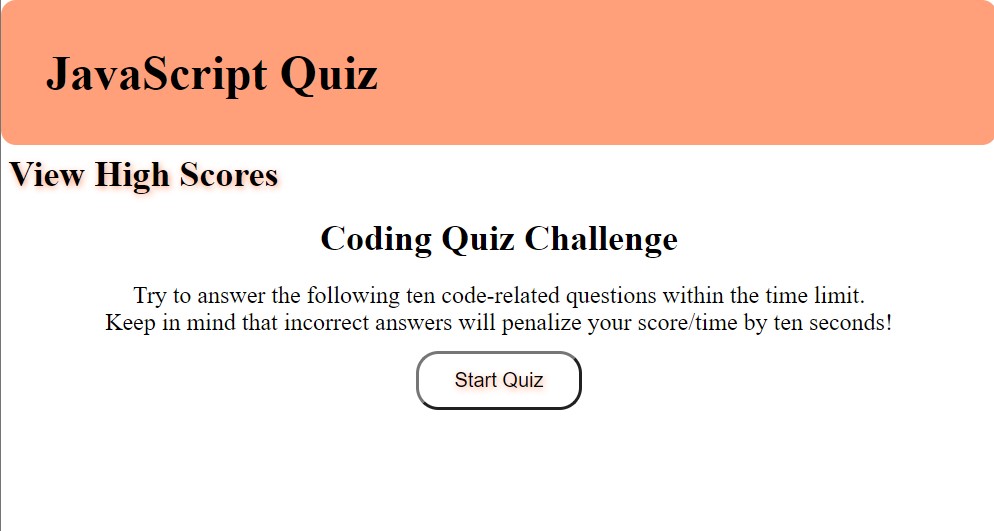 JavaScript Quiz
View High Scores
Coding Quiz Challenge
Try to answer the following ten code-related questions within the time limit.
Keep in mind that incorrect answers will penalize your score/time by ten seconds!
Start Quiz